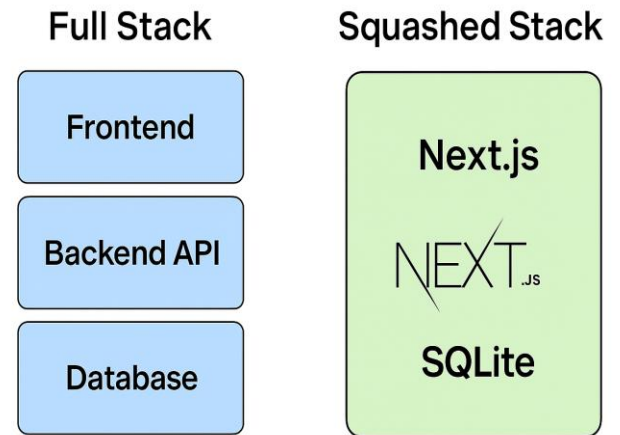 Full Stack
Frontend
Backend API
Database
Squashed Stack
Next.js
NEXT.JS
SQLite